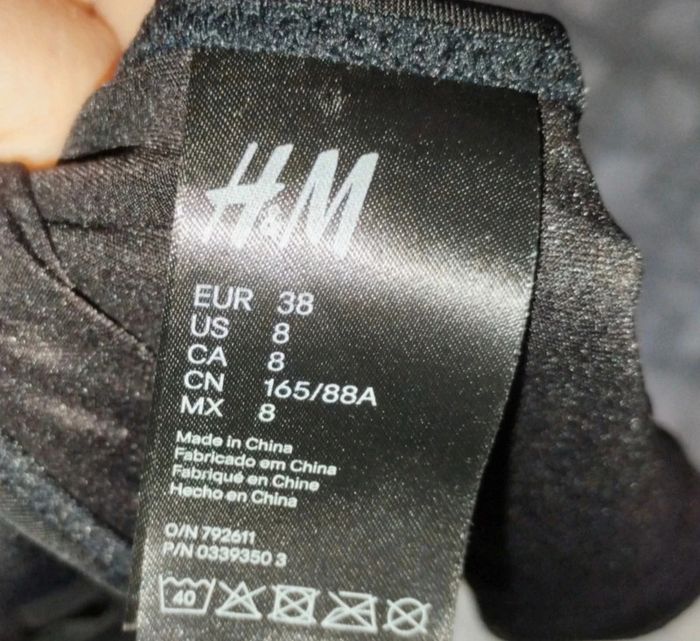 H&M
EUR 38
US 8
CA 8
CN 165/88A
MX 8
Made in China
Fabricado em China
Fabriqué en Chine
Hecho en China
O/N 792611
P/N 0339350 3
40